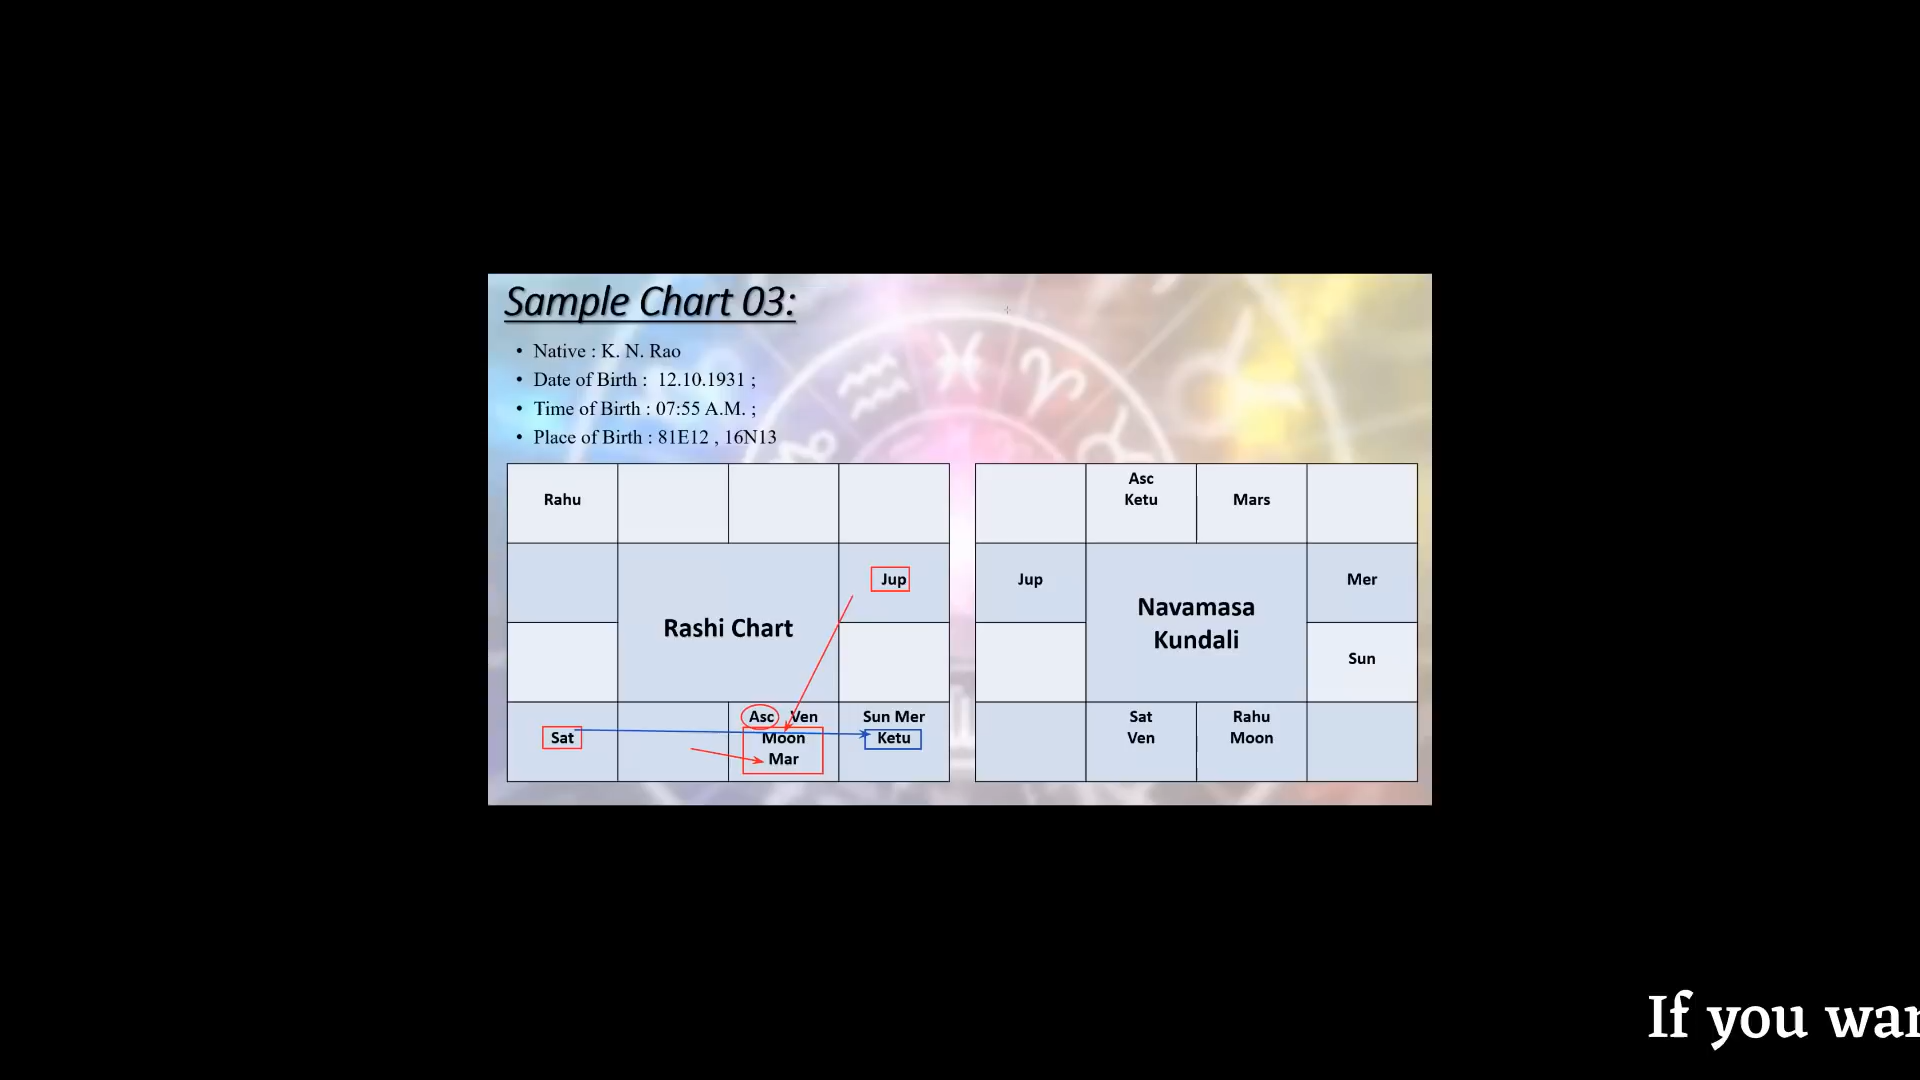 Sample Chart 03:
• Native : K. N. Rao
• Date of Birth : 12.10.1931 ;
• Time of Birth : 07:55 A.M. ;
• Place of Birth : 81E12 , 16N13
Rahu
Jup
Rashi Chart
Asc Ven
Sun Mer
Sat
Moon
Ketu
Mar
Asc
Ketu
Mars
Jup
Mer
Navamasa
Kundali
Sun
Sat
Ven
Rahu
Moon
If you